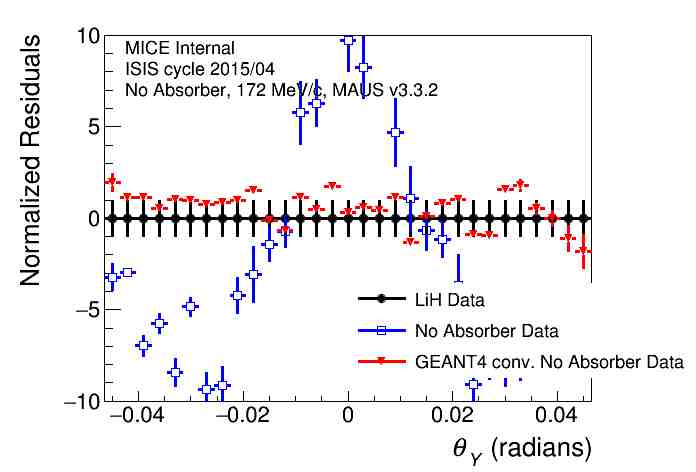 MICE Internal
ISIS cycle 2015/04
No Absorber, 172 MeV/c, MAUS v3.3.2
Normalized Residuals
10
5
0
−5
−10
LiH Data
No Absorber Data
GEANT4 conv. No Absorber Data
−0.04 −0.02 0 0.02 0.04
θY (radians)